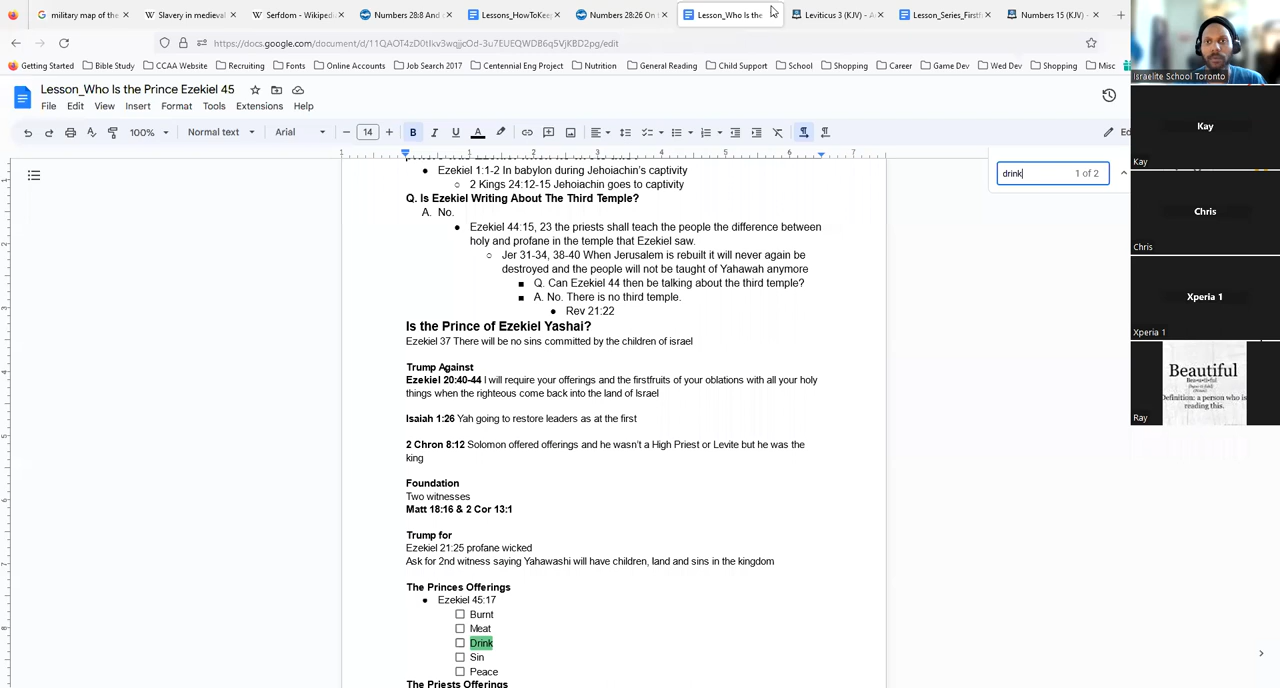 military map of the
Slavery in medieval
Serfdom - Wikiped
Numbers 28:8 And
Lessons_HowToKeep
Numbers 28:26 On
Lesson_Who Is the
Leviticus 3 (KJV) - A
Lesson_Series_Firstf
Numbers 15 (KJV) -
https://docs.google.com/document/d/11QAOT4zD0tIkv3wqjjcOd-3u7EUEQWDB6q5VjKBD2pg/edit
Getting Started
Bible Study
CCAA Website
Recruiting
Fonts
Online Accounts
Job Search 2017
Centennial Eng Project
Nutrition
General Reading
Child Support
School
Shopping
Career
Game Dev
Wed Dev
Shopping
Misc
Lesson_Who Is the Prince Ezekiel 45
File Edit View Insert Format Tools Extensions Help
100% Normal text Arial 14 B I U A
drink 1 of 2
Ezekiel 1:1-2 In babylon during Jehoiachin's captivity
2 Kings 24:12-15 Jehoiachin goes to captivity
Q. Is Ezekiel Writing About The Third Temple?
A. No.
Ezekiel 44:15, 23 the priests shall teach the people the difference between
holy and profane in the temple that Ezekiel saw.
Jer 31-34, 38-40 When Jerusalem is rebuilt it will never again be
destroyed and the people will not be taught of Yahawah anymore
Q. Can Ezekiel 44 then be talking about the third temple?
A. No. There is no third temple.
Rev 21:22
Is the Prince of Ezekiel Yashai?
Ezekiel 37 There will be no sins committed by the children of israel
Trump Against
Ezekiel 20:40-44 I will require your offerings and the firstfruits of your oblations with all your holy
things when the righteous come back into the land of Israel
Isaiah 1:26 Yah going to restore leaders as at the first
2 Chron 8:12 Solomon offered offerings and he wasn't a High Priest or Levite but he was the
king
Foundation
Two witnesses
Matt 18:16 & 2 Cor 13:1
Trump for
Ezekiel 21:25 profane wicked
Ask for 2nd witness saying Yahawashi will have children, land and sins in the kingdom
The Princes Offerings
Ezekiel 45:17
Burnt
Meat
Drink
Sin
Peace
The Priests Offerings
Israelite School Toronto
Kay
Kay
Chris
Chris
Xperia 1
Xperia 1
Beautiful
Definition: a person who is
reading this.
Ray